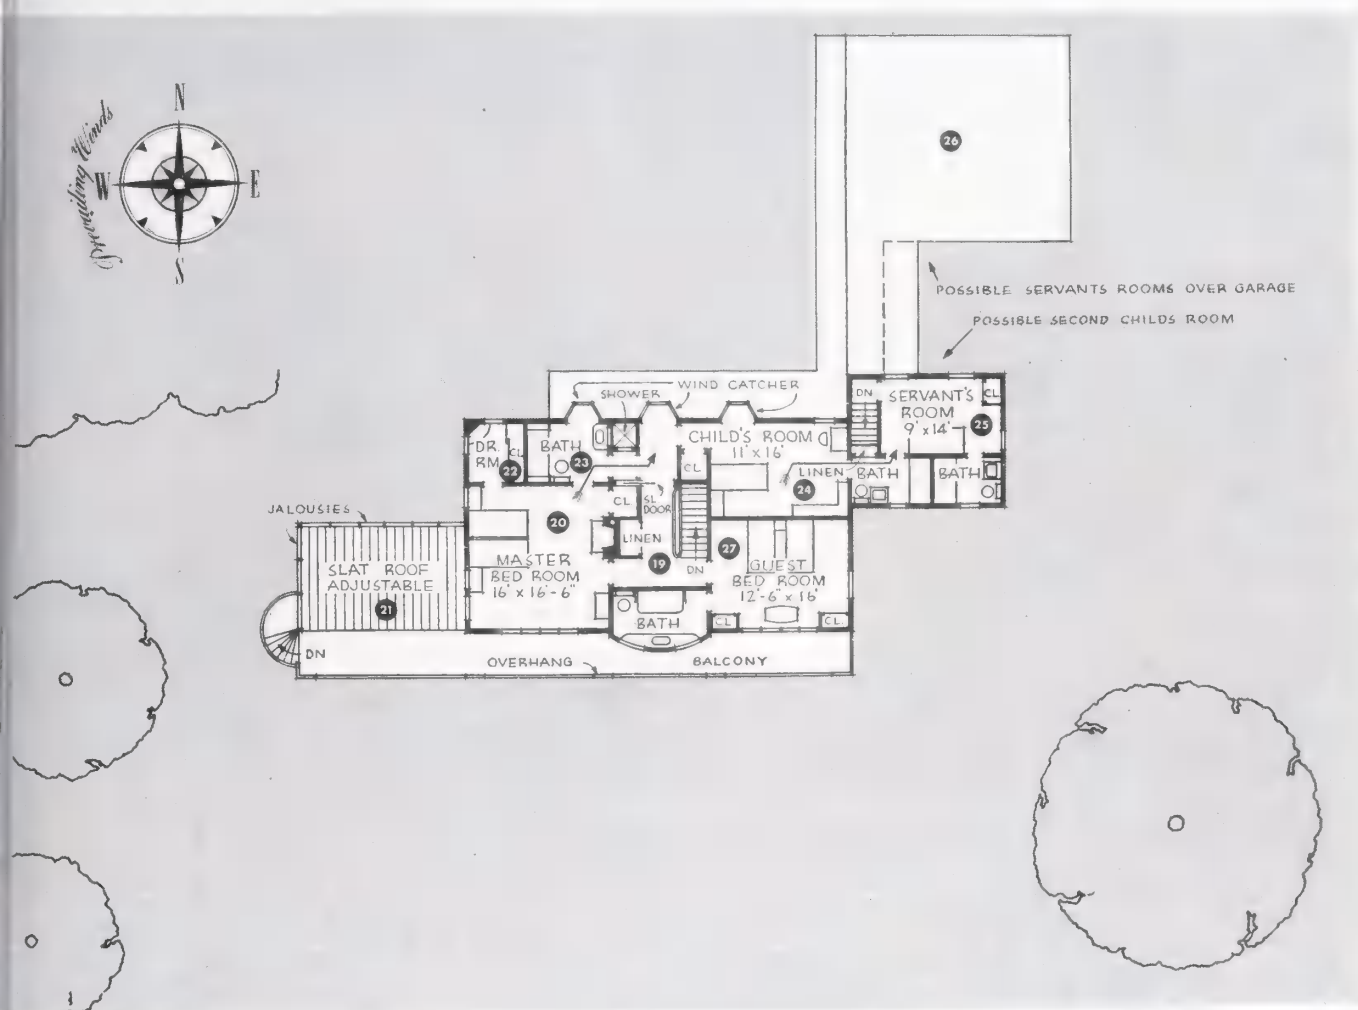 N
Prevailing Winds
W
E
S
26
POSSIBLE SERVANTS ROOMS OVER GARAGE
POSSIBLE SECOND CHILDS ROOM
WIND CATCHER
SHOWER
DN
SERVANT'S
ROOM
9' x 14'
CL
25
DR.
RM
CL
22
BATH
23
CHILD'S ROOM
11' x 16'
CL
LINEN
24
BATH
BATH
JALOUSIES
20
CL
SL
DOOR
LINEN
19
DN
27
SLAT ROOF
ADJUSTABLE
21
MASTER
BED ROOM
16' x 16'-6"
GUEST
BED ROOM
12'-6" x 16'
BATH
CL
CL.
DN
OVERHANG
BALCONY